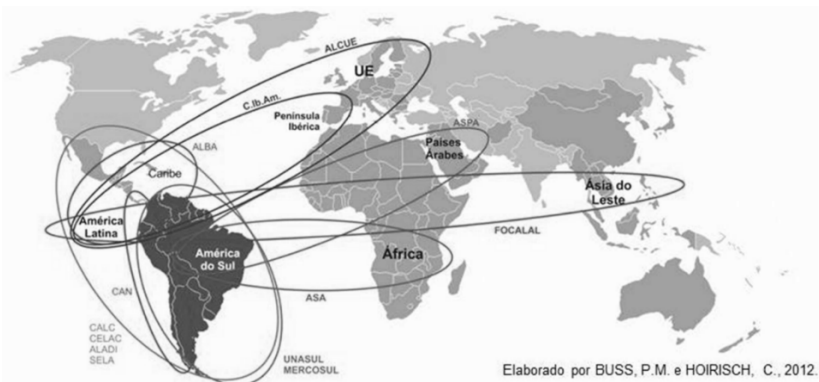 ALCUE
UE
C.Ib.Am.
Península
Ibérica
ASPA
Países
Árabes
ALBA
Caribe
Ásia do
Leste
América
Latina
América
do Sul
África
FOCALAL
CAN
ASA
CALC
CELAC
ALADI
SELA
UNASUL
MERCOSUL
Elaborado por BUSS, P.M. e HOIRISCH, C., 2012.